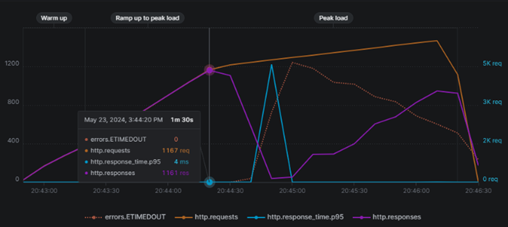 Warm up
Ramp up to peak load
Peak load
1200
800
400
0
5K req
3K req
2K req
0 req
May 23, 2024, 3:44:20 PM 1m 30s
errors.ETIMEDOUT 0
http.requests 1167 req
http.response_time.p95 4 ms
http.responses 1161 req
20:43:00
20:43:30
20:44:00
20:44:30
20:45:00
20:45:30
20:46:00
20:46:30
errors.ETIMEDOUT
http.requests
http.response_time.p95
http.responses